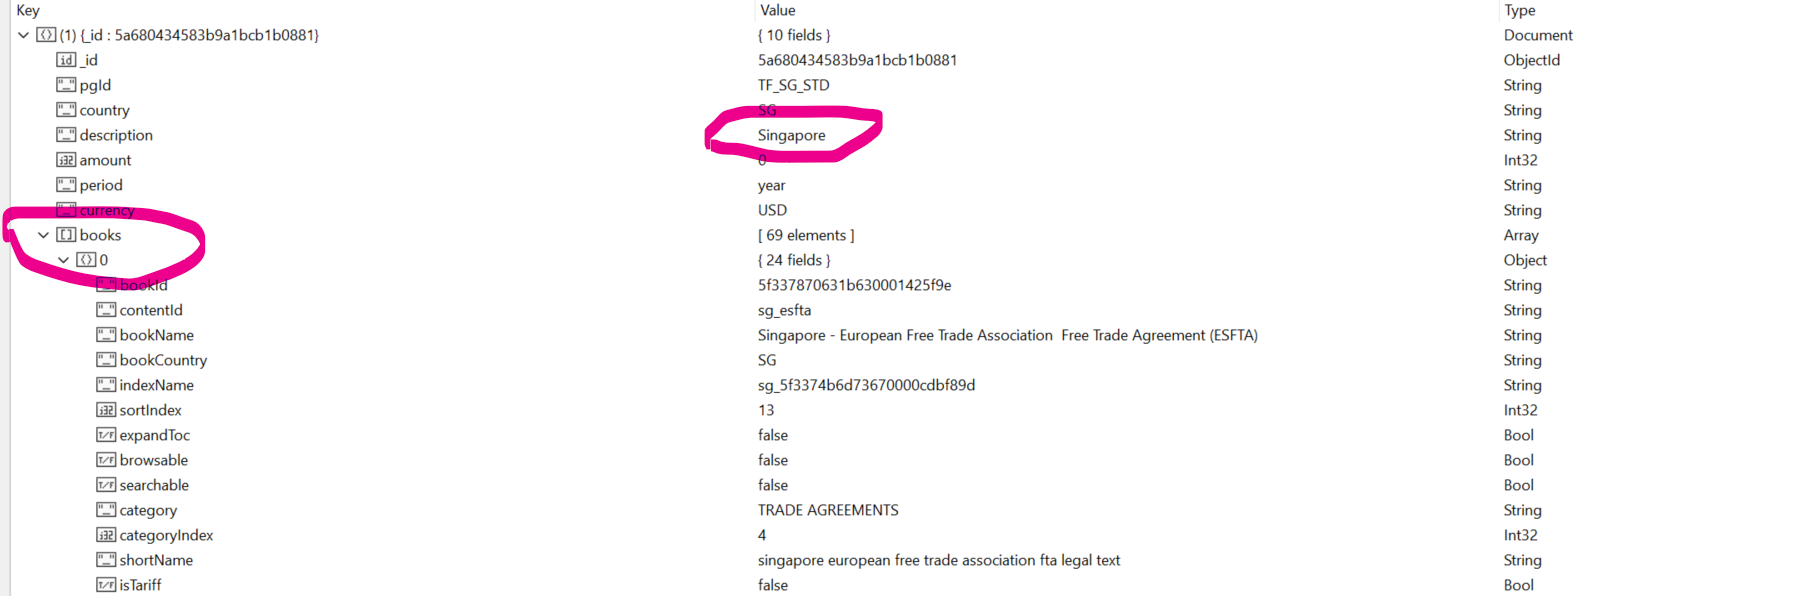 Key Value Type
(1) {_id : 5a680434583b9a1bcb1b0881} { 10 fields } Document
_id 5a680434583b9a1bcb1b0881 ObjectId
pgId TF_SG_STD String
country SG String
description Singapore String
amount 0 Int32
period year String
currency USD String
books [ 69 elements ] Array
0 { 24 fields } Object
bookId 5f337870631b630001425f9e String
contentId sg_esfta String
bookName Singapore - European Free Trade Association  Free Trade Agreement (ESFTA) String
bookCountry SG String
indexName sg_5f3374b6d73670000cdbf89d String
sortIndex 13 Int32
expandToc false Bool
browsable false Bool
searchable false Bool
category TRADE AGREEMENTS String
categoryIndex 4 Int32
shortName singapore european free trade association fta legal text String
isTariff false Bool